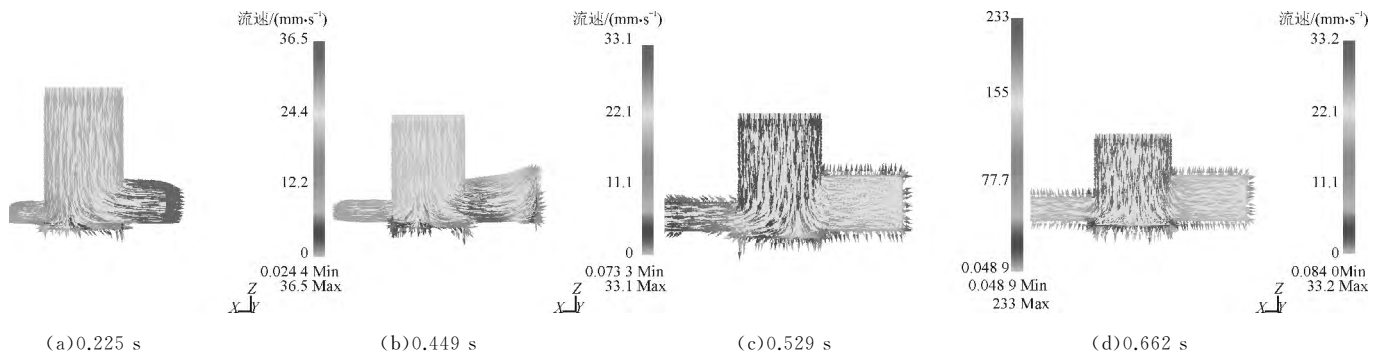 流速/(mm·s⁻¹)
36.5
24.4
12.2
0
0.024 4 Min
36.5 Max
Z
X Y
(a)0.225 s
流速/(mm·s⁻¹)
33.1
22.1
11.1
0
0.073 3 Min
33.1 Max
Z
X Y
(b)0.449 s
233
155
77.7
0.048 9
0.048 9 Min
233 Max
Z
X Y
(c)0.529 s
流速/(mm·s⁻¹)
33.2
22.1
11.1
0
0.084 0Min
33.2 Max
Z
X Y
(d)0.662 s